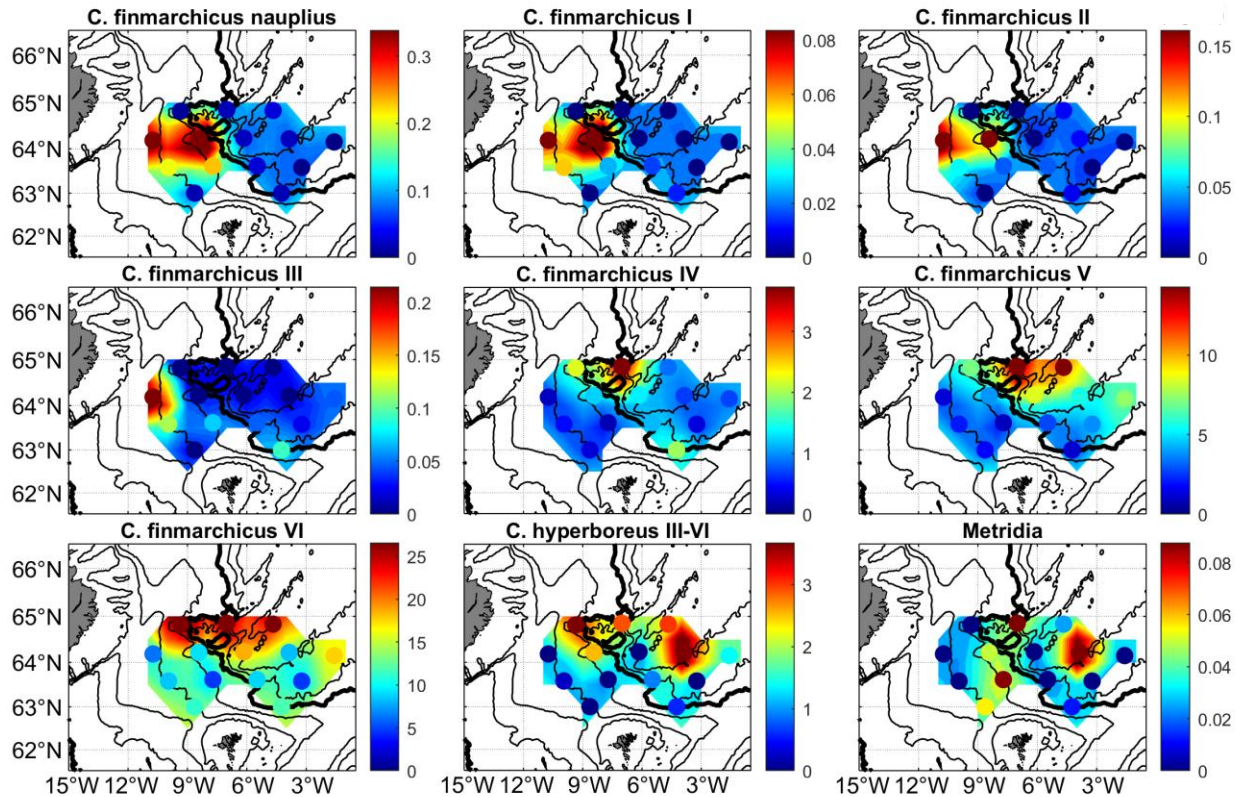 C. finmarchicus nauplius
C. finmarchicus I
C. finmarchicus II
66°N
65°N
64°N
63°N
62°N
0.3
0.2
0.1
0
0.08
0.06
0.04
0.02
0
0.15
0.1
0.05
0
C. finmarchicus III
C. finmarchicus IV
C. finmarchicus V
66°N
65°N
64°N
63°N
62°N
0.2
0.15
0.1
0.05
0
3
2
1
0
10
5
0
C. finmarchicus VI
C. hyperboreus III-VI
Metridia
66°N
65°N
64°N
63°N
62°N
25
20
15
10
5
0
3
2
1
0
0.08
0.06
0.04
0.02
0
15°W 12°W 9°W 6°W 3°W
15°W 12°W 9°W 6°W 3°W
15°W 12°W 9°W 6°W 3°W